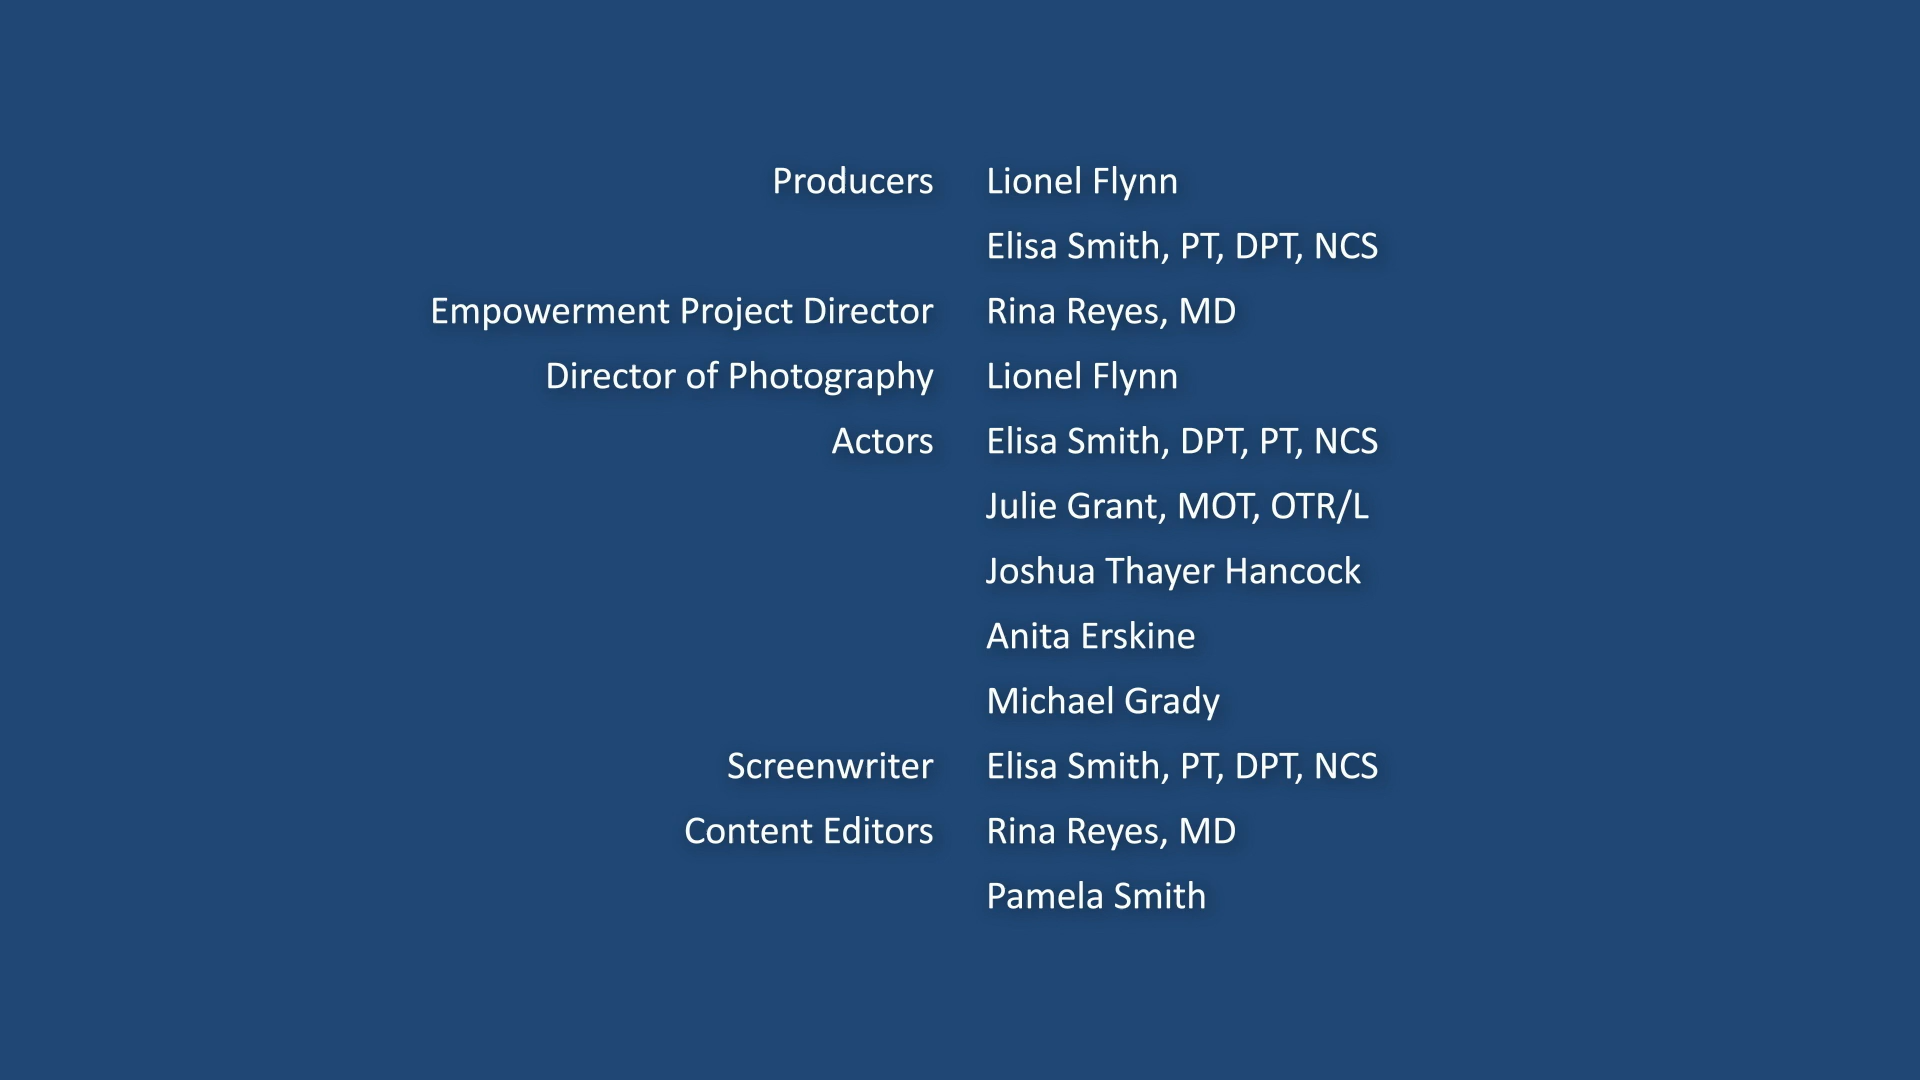 Producers Lionel Flynn
Elisa Smith, PT, DPT, NCS
Empowerment Project Director Rina Reyes, MD
Director of Photography Lionel Flynn
Actors Elisa Smith, DPT, PT, NCS
Julie Grant, MOT, OTR/L
Joshua Thayer Hancock
Anita Erskine
Michael Grady
Screenwriter Elisa Smith, PT, DPT, NCS
Content Editors Rina Reyes, MD
Pamela Smith